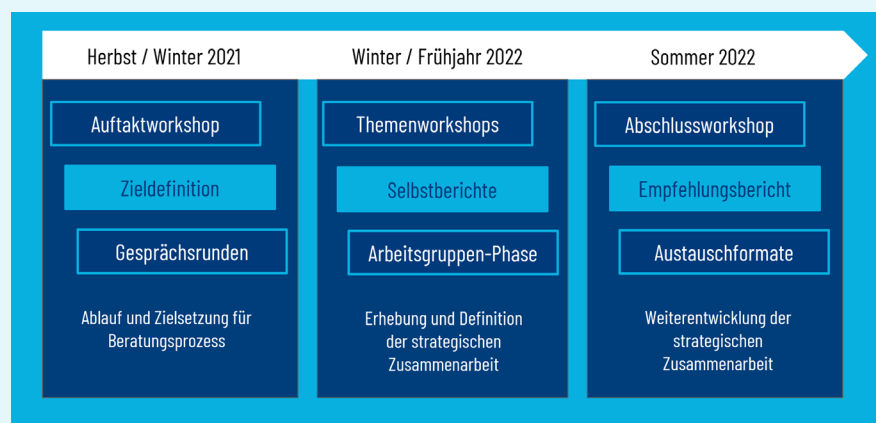 Herbst / Winter 2021
Auftaktworkshop
Zieldefinition
Gesprächsrunden
Ablauf und Zielsetzung für
Beratungsprozess
Winter / Frühjahr 2022
Themenworkshops
Selbstberichte
Arbeitsgruppen-Phase
Erhebung und Definition
der strategischen
Zusammenarbeit
Sommer 2022
Abschlussworkshop
Empfehlungsbericht
Austauschformate
Weiterentwicklung der
strategischen
Zusammenarbeit